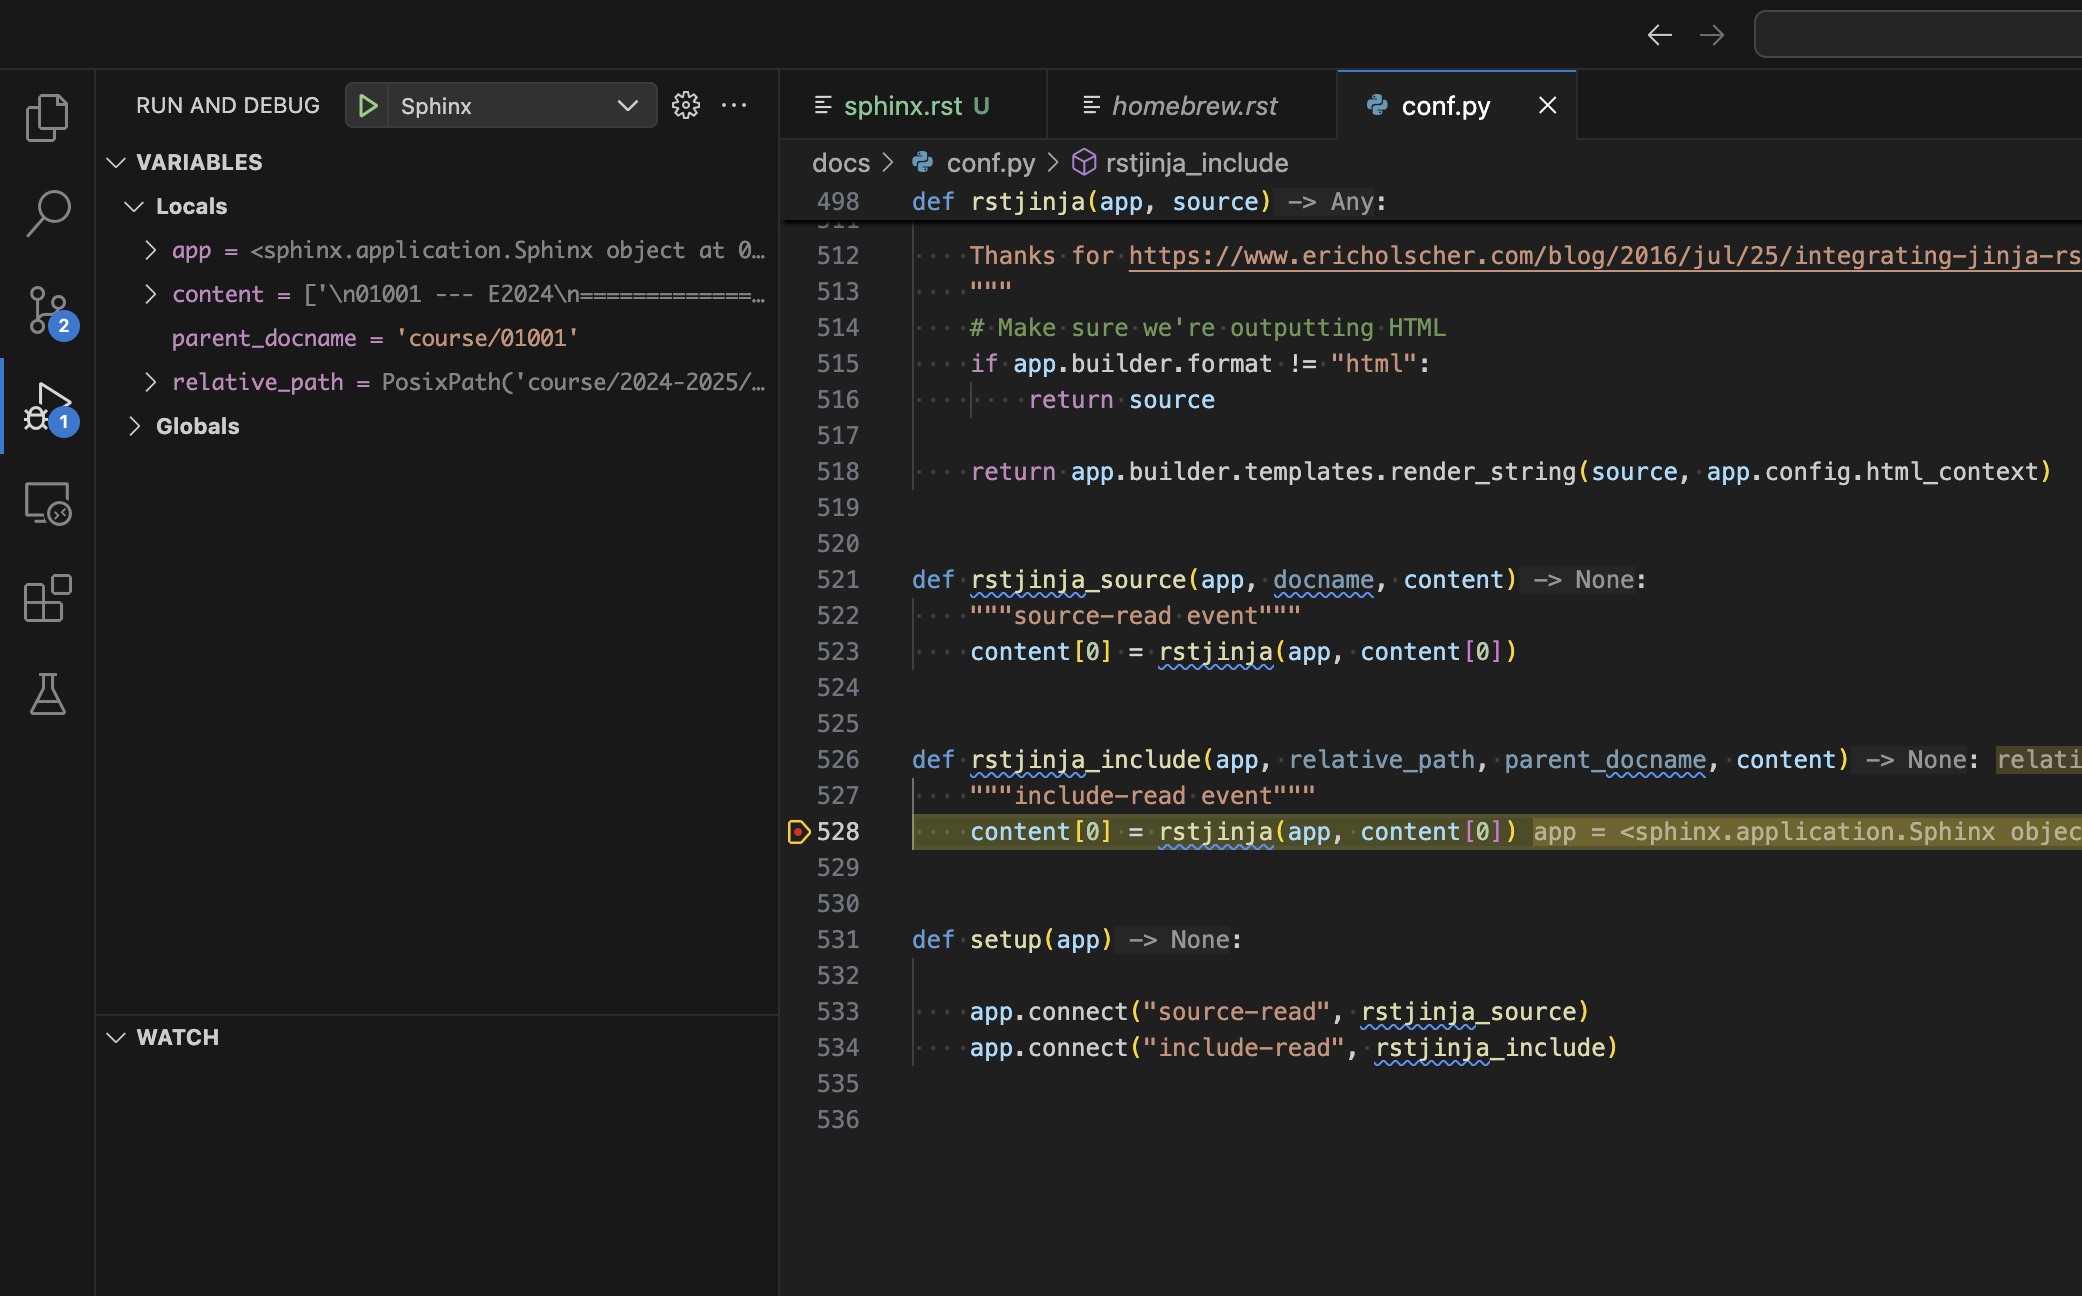 RUN AND DEBUG
Sphinx
VARIABLES
Locals
app = <sphinx.application.Sphinx object at 0…
content = ['\n01001 --- E2024\n=============…
parent_docname = 'course/01001'
relative_path = PosixPath('course/2024-2025/…
Globals
2
1
WATCH
sphinx.rst U
homebrew.rst
conf.py
docs > conf.py > rstjinja_include
498 def rstjinja(app, source) -> Any:
511
512 Thanks for https://www.ericholscher.com/blog/2016/jul/25/integrating-jinja-rs
513 """
514 # Make sure we're outputting HTML
515 if app.builder.format != "html":
516 return source
517
518 return app.builder.templates.render_string(source, app.config.html_context)
519
520
521 def rstjinja_source(app, docname, content) -> None:
522 """source-read event"""
523 content[0] = rstjinja(app, content[0])
524
525
526 def rstjinja_include(app, relative_path, parent_docname, content) -> None: relati
527 """include-read event"""
528 content[0] = rstjinja(app, content[0]) app = <sphinx.application.Sphinx objec
529
530
531 def setup(app) -> None:
532
533 app.connect("source-read", rstjinja_source)
534 app.connect("include-read", rstjinja_include)
535
536